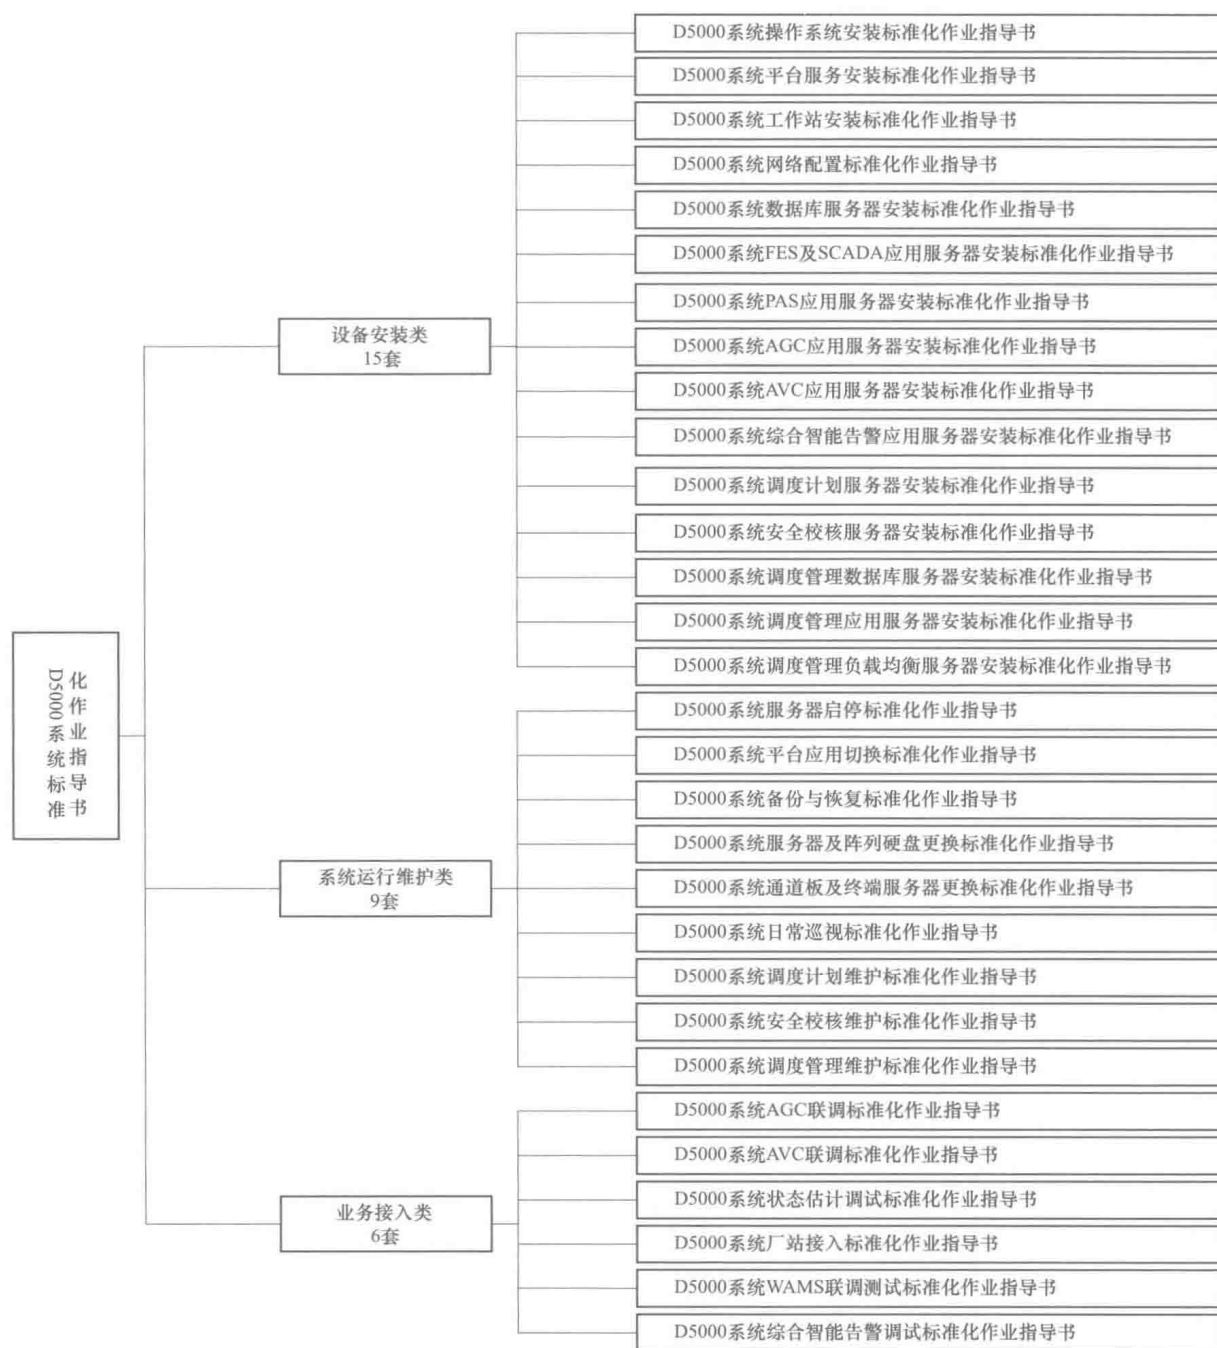 D5000系统标准
化作业指导书
设备安装类
15套
D5000系统操作系统安装标准化作业指导书
D5000系统平台服务安装标准化作业指导书
D5000系统工作站安装标准化作业指导书
D5000系统网络配置标准化作业指导书
D5000系统数据库服务器安装标准化作业指导书
D5000系统FES及SCADA应用服务器安装标准化作业指导书
D5000系统PAS应用服务器安装标准化作业指导书
D5000系统AGC应用服务器安装标准化作业指导书
D5000系统AVC应用服务器安装标准化作业指导书
D5000系统综合智能告警应用服务器安装标准化作业指导书
D5000系统调度计划服务器安装标准化作业指导书
D5000系统安全校核服务器安装标准化作业指导书
D5000系统调度管理数据库服务器安装标准化作业指导书
D5000系统调度管理应用服务器安装标准化作业指导书
D5000系统调度管理负载均衡服务器安装标准化作业指导书
系统运行维护类
9套
D5000系统服务器启停标准化作业指导书
D5000系统平台应用切换标准化作业指导书
D5000系统备份与恢复标准化作业指导书
D5000系统服务器及阵列硬盘更换标准化作业指导书
D5000系统通道板及终端服务器更换标准化作业指导书
D5000系统日常巡视标准化作业指导书
D5000系统调度计划维护标准化作业指导书
D5000系统安全校核维护标准化作业指导书
D5000系统调度管理维护标准化作业指导书
业务接入类
6套
D5000系统AGC联调标准化作业指导书
D5000系统AVC联调标准化作业指导书
D5000系统状态估计调试标准化作业指导书
D5000系统厂站接入标准化作业指导书
D5000系统WAMS联调测试标准化作业指导书
D5000系统综合智能告警调试标准化作业指导书